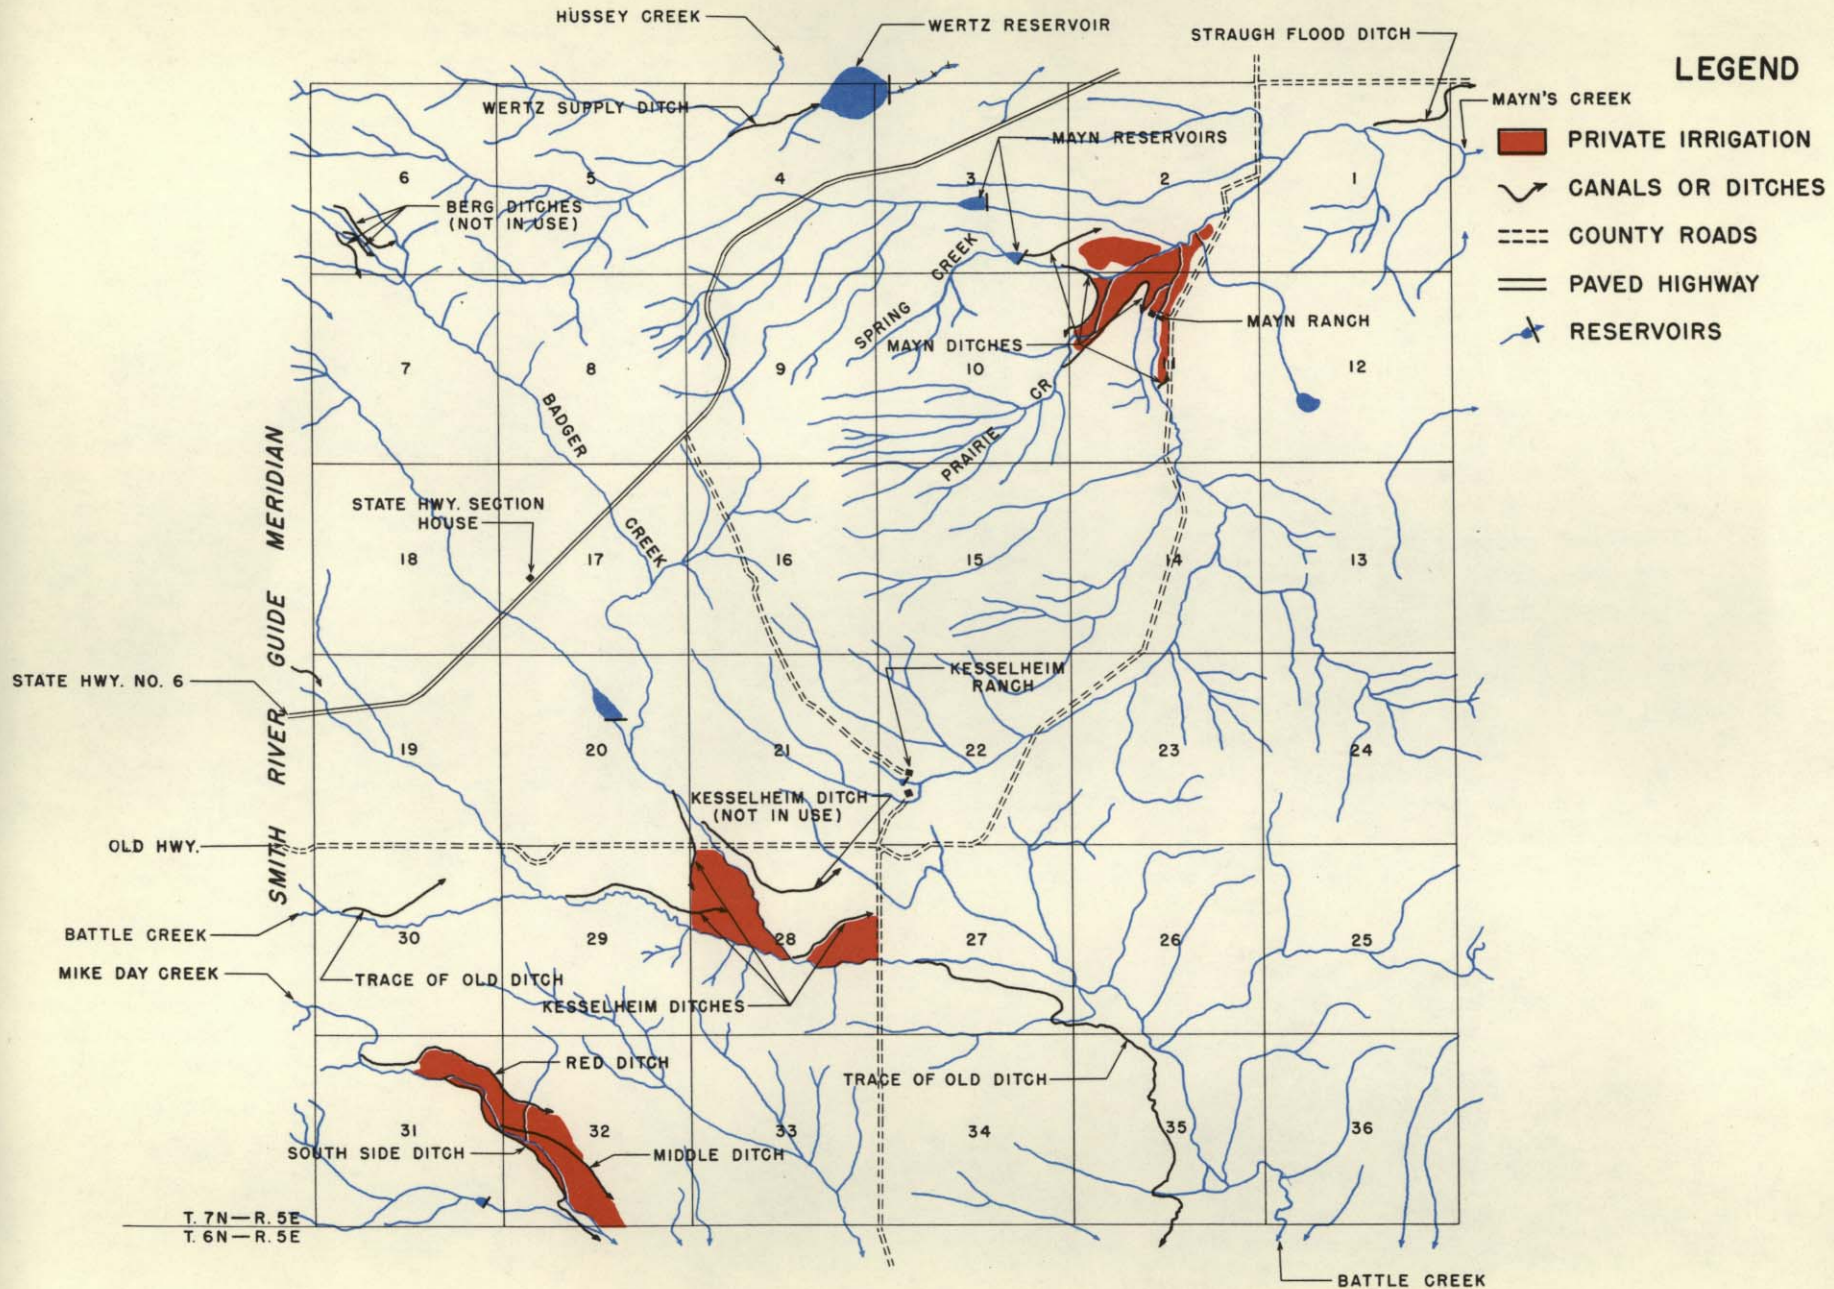 HUSSEY CREEK
WERTZ RESERVOIR
STRAUGH FLOOD DITCH
LEGEND
WERTZ SUPPLY DITCH
MAYN'S CREEK
MAYN RESERVOIRS
PRIVATE IRRIGATION
CANALS OR DITCHES
COUNTY ROADS
PAVED HIGHWAY
RESERVOIRS
6
5
4
3
2
1
BERG DITCHES
(NOT IN USE)
SPRING CREEK
MAYN RANCH
MAYN DITCHES
7
8
9
10
11
12
BADGER CREEK
PRAIRIE CR
SMITH RIVER GUIDE MERIDIAN
STATE HWY. SECTION
HOUSE
18
17
16
15
14
13
STATE HWY. NO. 6
KESSELHEIM
RANCH
19
20
21
22
23
24
KESSELHEIM DITCH
(NOT IN USE)
OLD HWY.
BATTLE CREEK
30
29
28
27
26
25
MIKE DAY CREEK
TRACE OF OLD DITCH
KESSELHEIM DITCHES
RED DITCH
TRACE OF OLD DITCH
31
32
33
34
35
36
SOUTH SIDE DITCH
MIDDLE DITCH
T. 7N—R. 5E
T. 6N—R. 5E
BATTLE CREEK